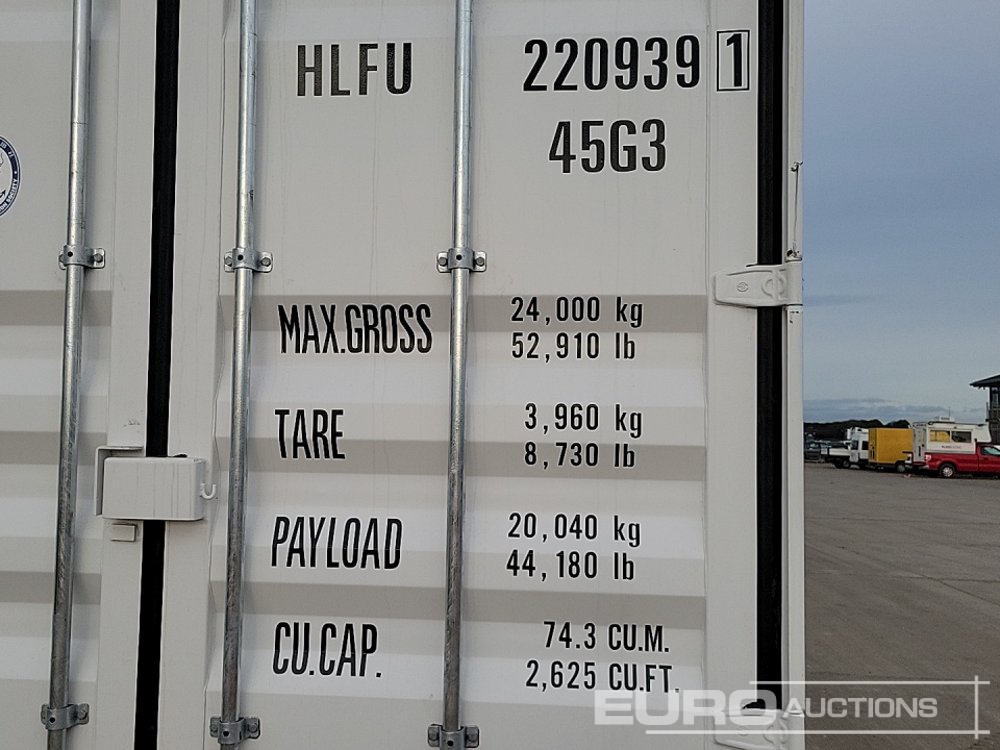 HLFU 220939 1
45G3
MAX.GROSS 24,000 kg
52,910 lb
TARE 3,960 kg
8,730 lb
PAYLOAD 20,040 kg
44,180 lb
CU.CAP. 74.3 CU.M.
2,625 CU.FT.
EURO AUCTIONS